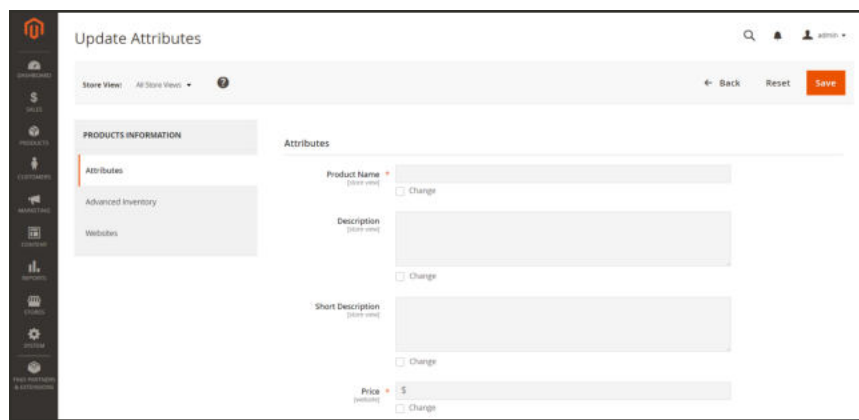 Update Attributes
admin
DASHBOARD
Store View: All Store Views
?
← Back
Reset
Save
$
SALES
PRODUCTS
PRODUCTS INFORMATION
Attributes
Attributes
Product Name *
[store view]
Change
CUSTOMERS
Advanced Inventory
MARKETING
Websites
Description
[store view]
CONTENT
Change
REPORTS
STORES
Short Description
[store view]
SYSTEM
Change
FIND PARTNERS
& EXTENSIONS
Price *
$
[website]
Change